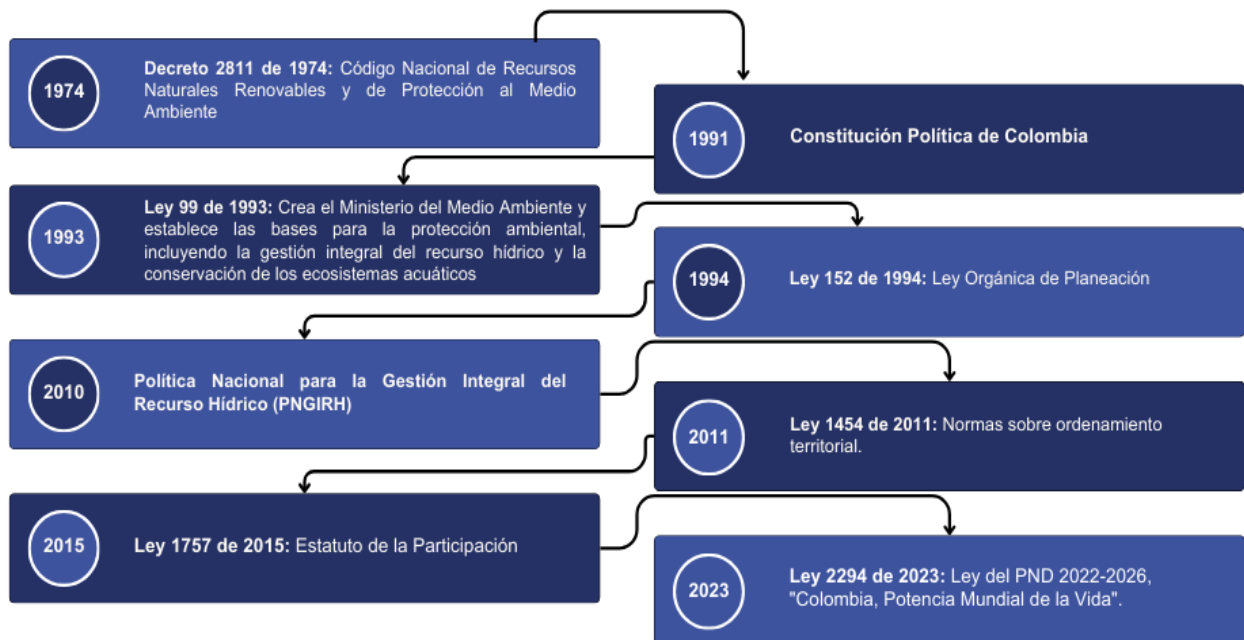 1974
Decreto 2811 de 1974: Código Nacional de Recursos
Naturales Renovables y de Protección al Medio
Ambiente
1991
Constitución Política de Colombia
1993
Ley 99 de 1993: Crea el Ministerio del Medio Ambiente y
establece las bases para la protección ambiental,
incluyendo la gestión integral del recurso hídrico y la
conservación de los ecosistemas acuáticos
1994
Ley 152 de 1994: Ley Orgánica de Planeación
2010
Política Nacional para la Gestión Integral del
Recurso Hídrico (PNGIRH)
2011
Ley 1454 de 2011: Normas sobre ordenamiento
territorial.
2015
Ley 1757 de 2015: Estatuto de la Participación
2023
Ley 2294 de 2023: Ley del PND 2022-2026,
"Colombia, Potencia Mundial de la Vida".